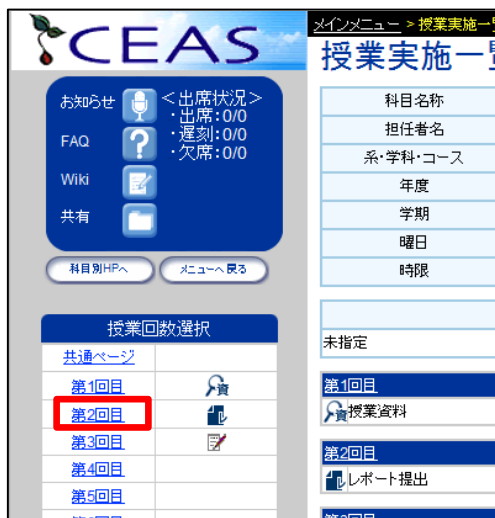 CEAS
お知らせ
FAQ
Wiki
共有
＜出席状況＞
・出席:0/0
・遅刻:0/0
・欠席:0/0
科目別HPへ
メニューへ戻る
授業回数選択
共通ページ
第1回目
資
第2回目
第3回目
第4回目
第5回目
メインメニュー > 授業実施一
授業実施一
科目名称
担任者名
系・学科・コース
年度
学期
曜日
時限
未指定
第1回目
資 授業資料
第2回目
レポート提出